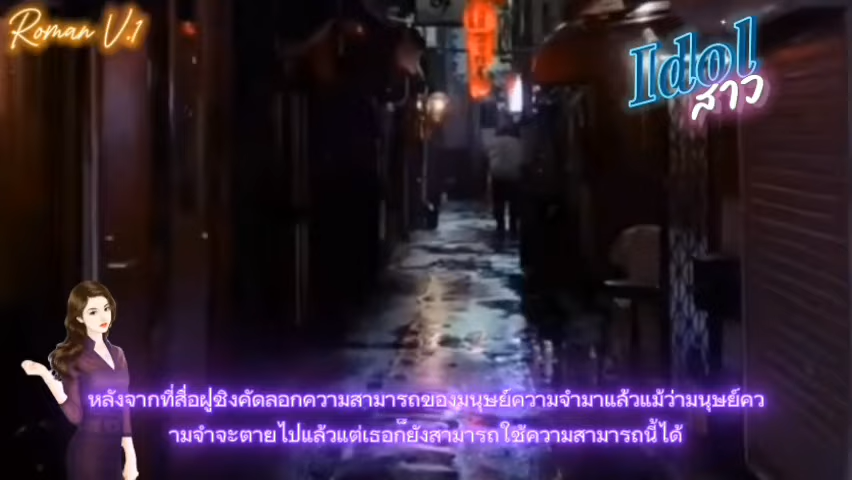 Roman V.1
Idol
สาว
หลังจากที่สื่อฝูชิงคัดลอกความสามารถของมนุษย์ความจำมาแล้วแม้ว่ามนุษย์คว
ามจำจะตายไปแล้วแต่เธอก็ยังสามารถใช้ความสามารถนี้ได้